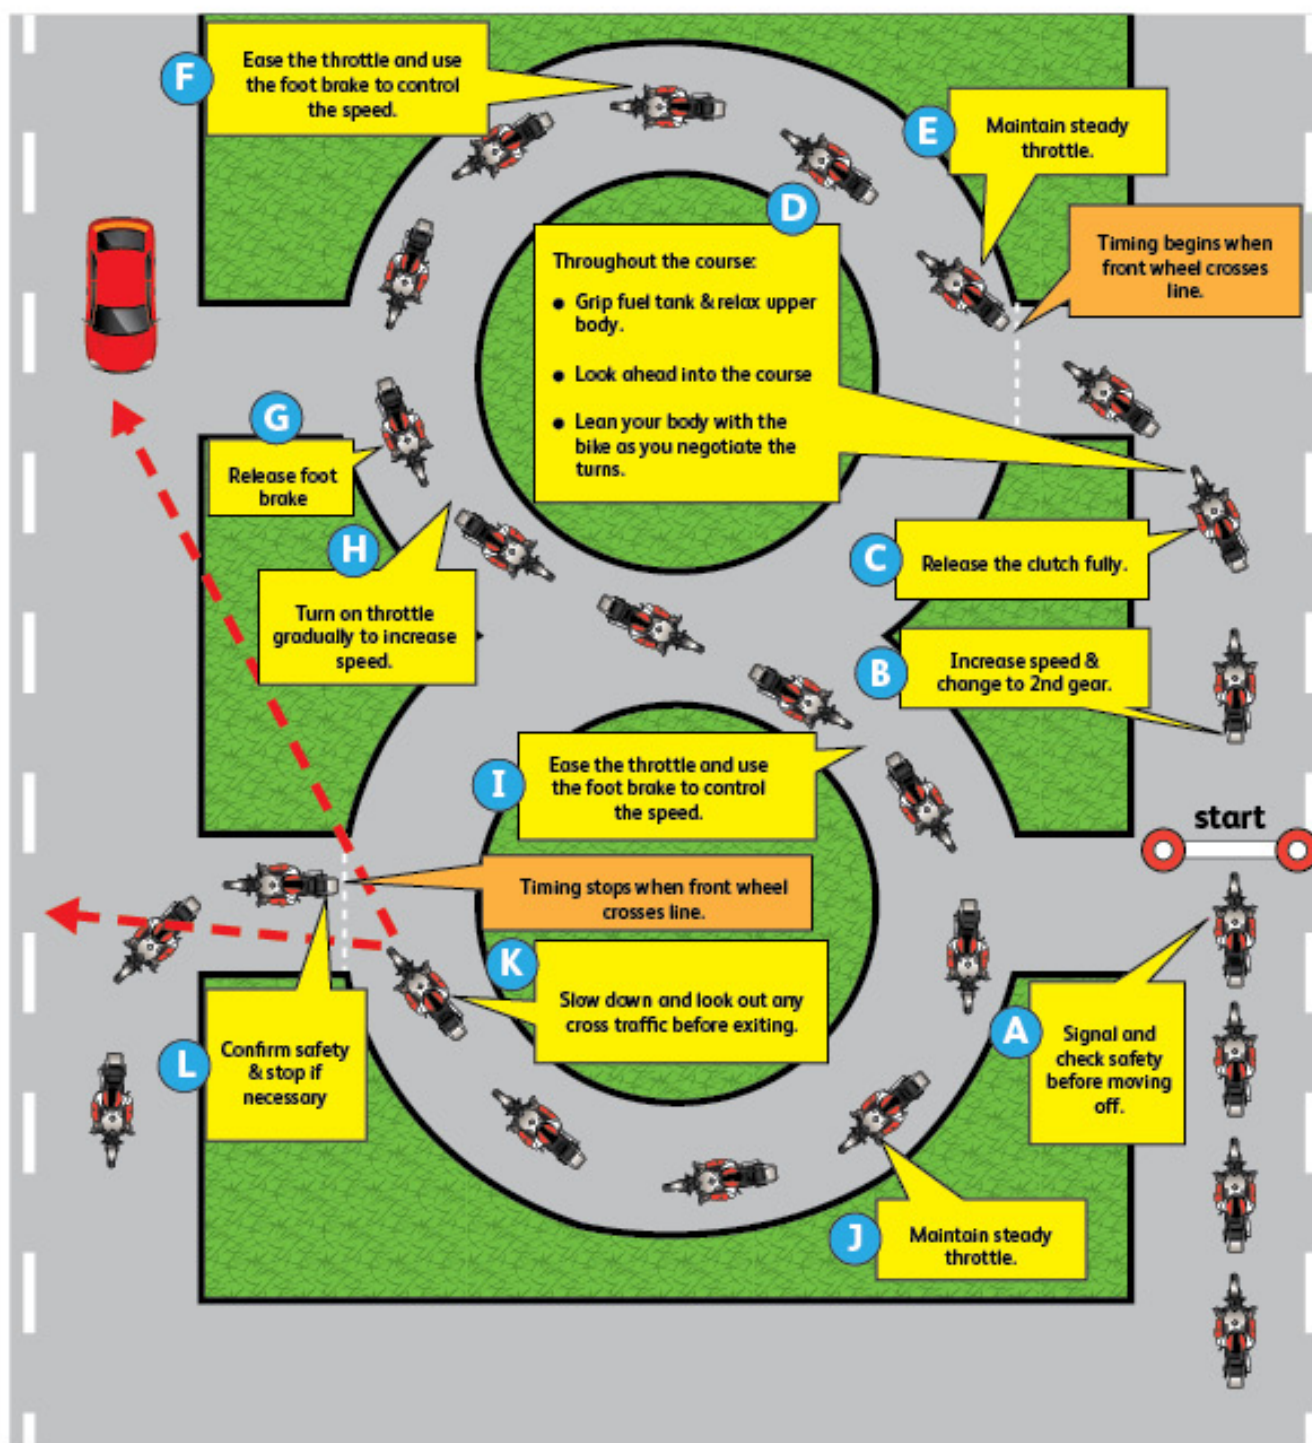 F
Ease the throttle and use
the foot brake to control
the speed.
E
Maintain steady
throttle.
D
Throughout the course:
• Grip fuel tank & relax upper
body.
• Look ahead into the course
• Lean your body with the
bike as you negotiate the
turns.
Timing begins when
front wheel crosses
line.
G
Release foot
brake
H
Turn on throttle
gradually to increase
speed.
C
Release the clutch fully.
B
Increase speed &
change to 2nd gear.
I
Ease the throttle and use
the foot brake to control
the speed.
start
Timing stops when front wheel
crosses line.
K
Slow down and look out any
cross traffic before exiting.
L
Confirm safety
& stop if
necessary
A
Signal and
check safety
before moving
off.
J
Maintain steady
throttle.